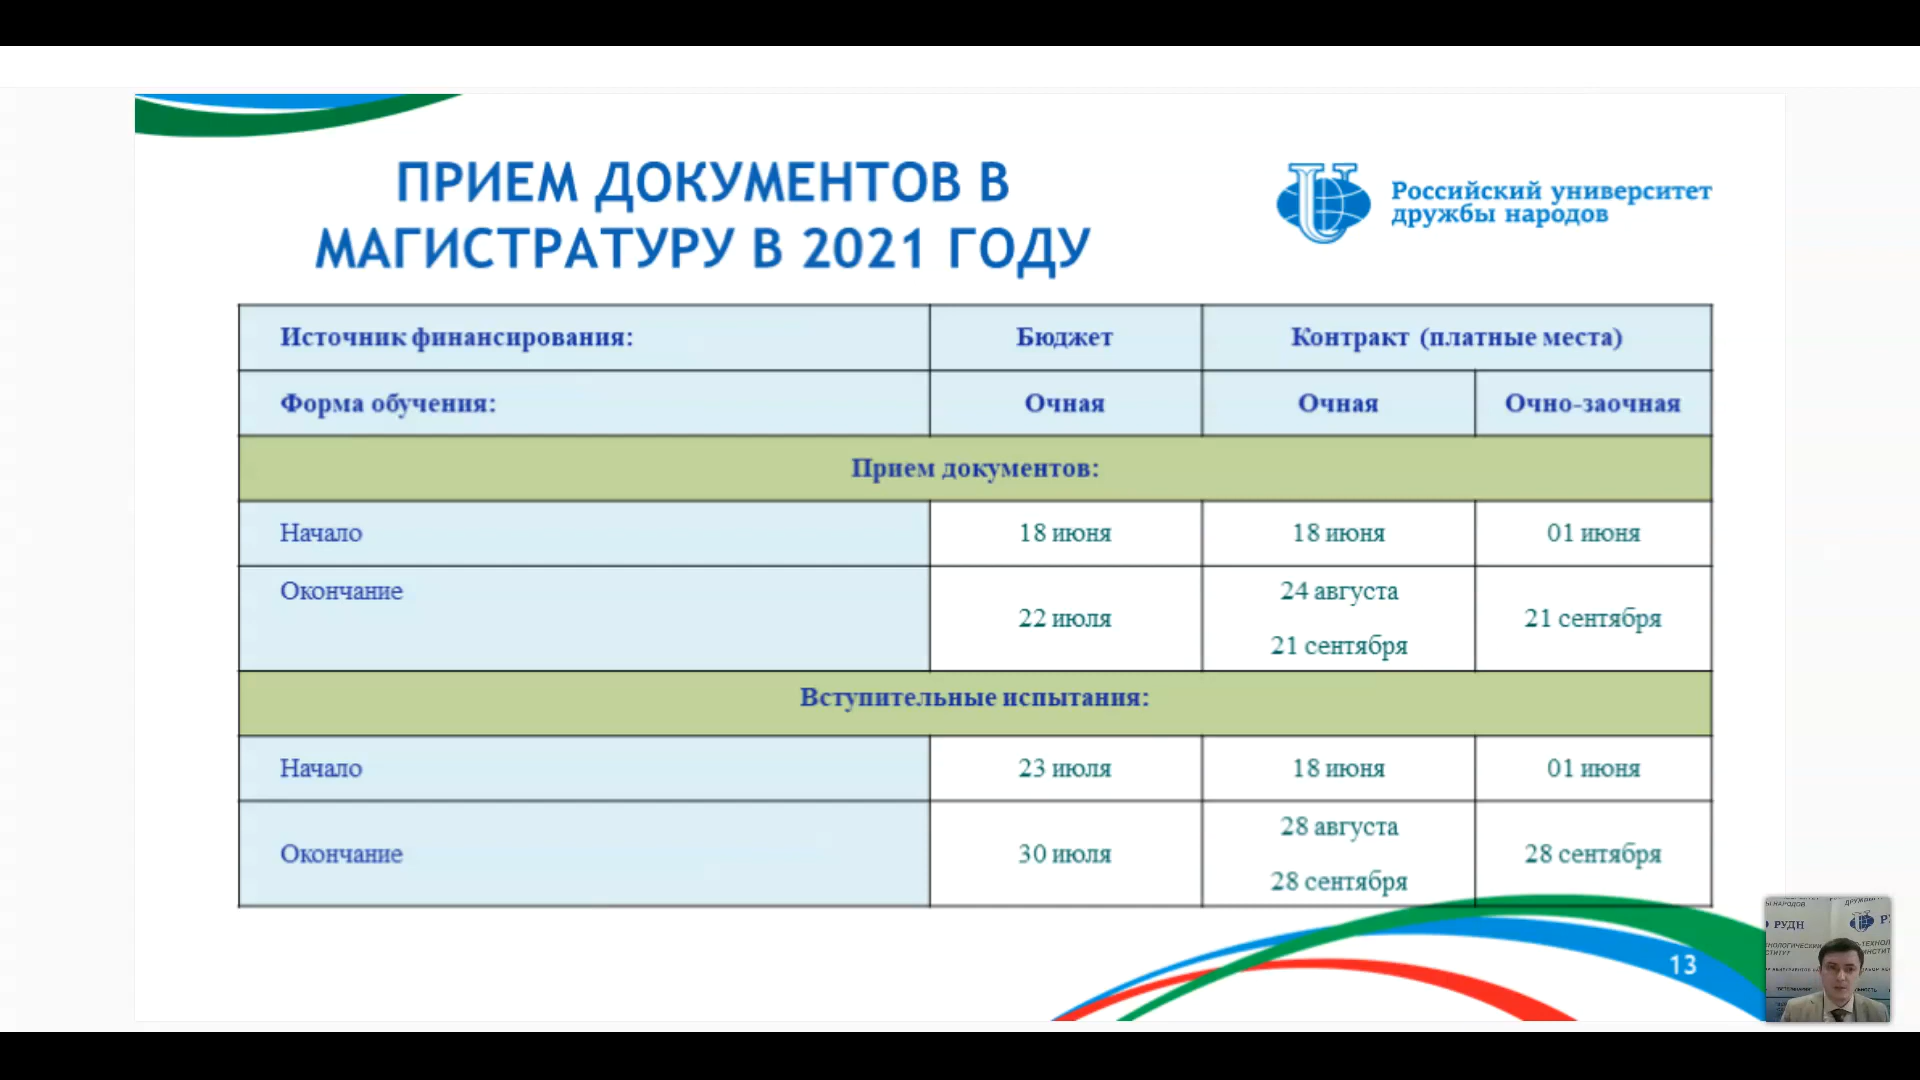 ПРИЕМ ДОКУМЕНТОВ В
МАГИСТРАТУРУ В 2021 ГОДУ
Российский университет
дружбы народов
Источник финансирования: Бюджет Контракт (платные места)
Форма обучения: Очная Очная Очно-заочная
Прием документов:
Начало 18 июня 18 июня 01 июня
Окончание 22 июля 24 августа 21 сентября 21 сентября
Вступительные испытания:
Начало 23 июля 18 июня 01 июня
Окончание 30 июля 28 августа 28 сентября 28 сентября
13
РУДН